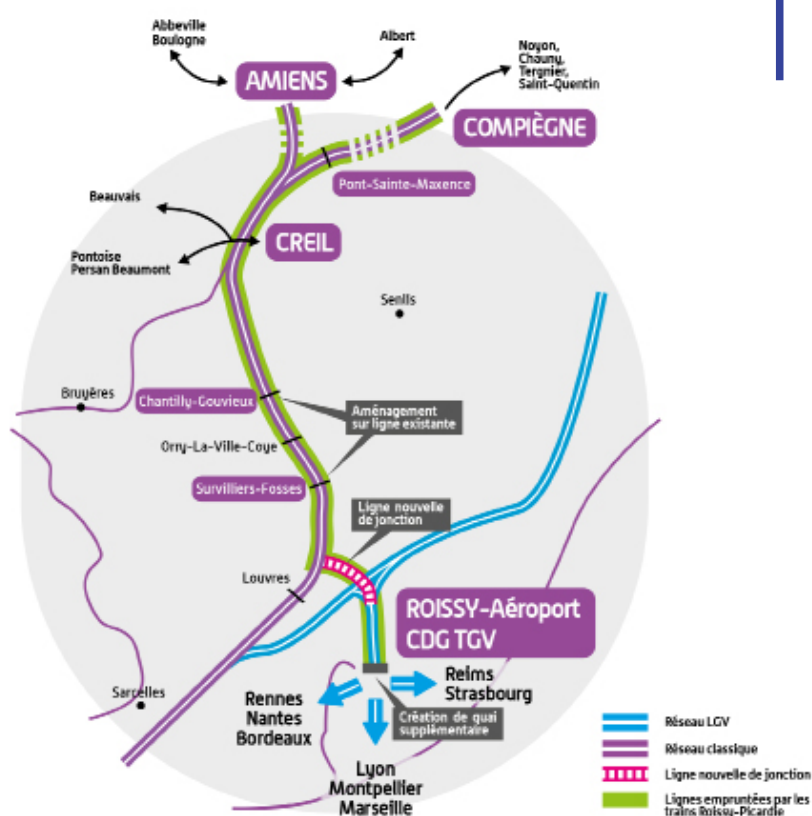 Abbeville
Boulogne
Albert
Noyon,
Chauny,
Tergnier,
Saint-Quentin
AMIENS
COMPIÈGNE
Pont-Sainte-Maxence
Beauvais
CREIL
Pontoise
Persan Beaumont
Senlis
Bruyères
Chantilly-Gouvieux
Aménagement
sur ligne existante
Orry-La-Ville-Coye
Survilliers-Fosses
Ligne nouvelle
de jonction
Louvres
ROISSY-Aéroport
CDG TGV
Sarcelles
Rennes
Nantes
Bordeaux
Reims
Strasbourg
Création de quai
supplémentaire
Lyon
Montpellier
Marseille
Réseau LGV
Réseau classique
Ligne nouvelle de jonction
Lignes empruntées par les
trains Roissy-Picardie